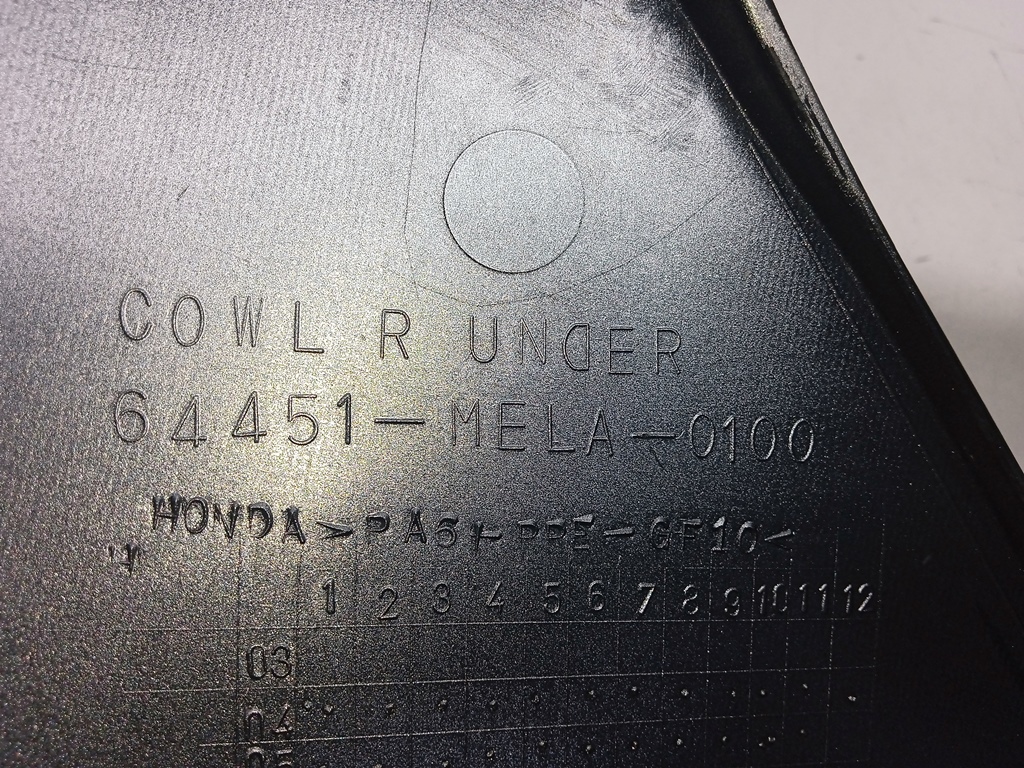 COWL R UNDER
64451-MELA-0100
HONDA >PA6+PPE-GF10<
1 2 3 4 5 6 7 8 9 10 11 12
03
04
05